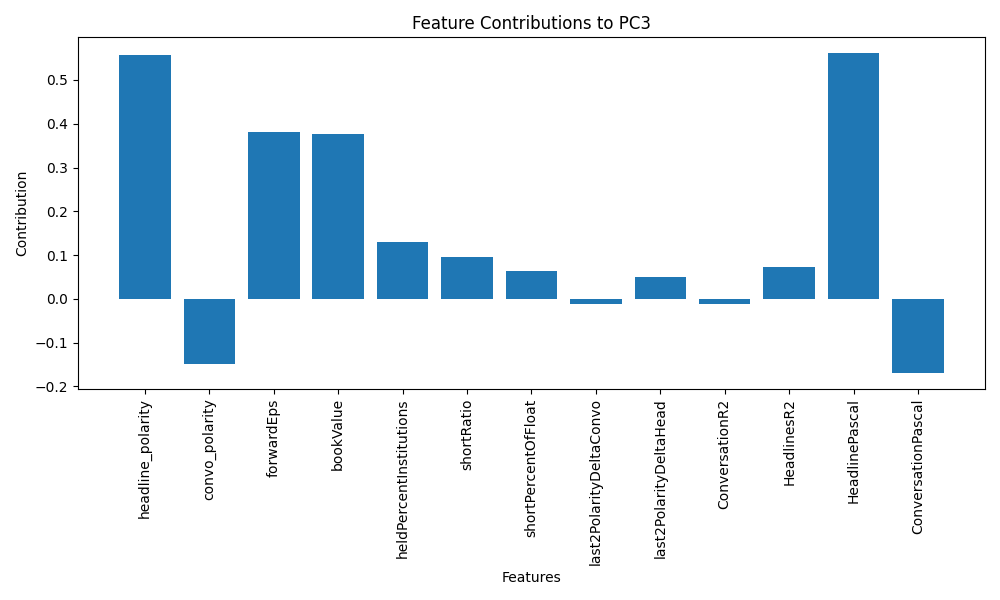 Feature Contributions to PC3
Contribution
0.5
0.4
0.3
0.2
0.1
0.0
−0.1
−0.2
headline_polarity
convo_polarity
forwardEps
bookValue
heldPercentInstitutions
shortRatio
shortPercentOfFloat
last2PolarityDeltaConvo
last2PolarityDeltaHead
ConversationR2
HeadlinesR2
HeadlinePascal
ConversationPascal
Features